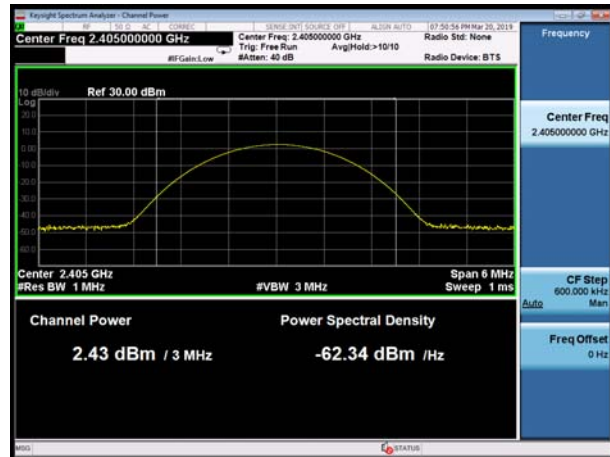 Keysight Spectrum Analyzer - Channel Power
RF 50 Ω AC CORREC SENSE:INT SOURCE OFF ALIGN AUTO 07:50:56 PM Mar 20, 2019
Center Freq 2.405000000 GHz
Center Freq: 2.405000000 GHz
Radio Std: None
Trig: Free Run Avg|Hold:>10/10
#IFGain:Low #Atten: 40 dB Radio Device: BTS
10 dB/div Ref 30.00 dBm
Log
20.0
10.0
0.00
10.0
20.0
30.0
40.0
50.0
60.0
Center 2.405 GHz Span 6 MHz
#Res BW 1 MHz #VBW 3 MHz Sweep 1 ms
Channel Power Power Spectral Density
2.43 dBm / 3 MHz -62.34 dBm /Hz
Frequency
Center Freq
2.405000000 GHz
CF Step
600.000 kHz
Auto Man
Freq Offset
0 Hz
MSG STATUS